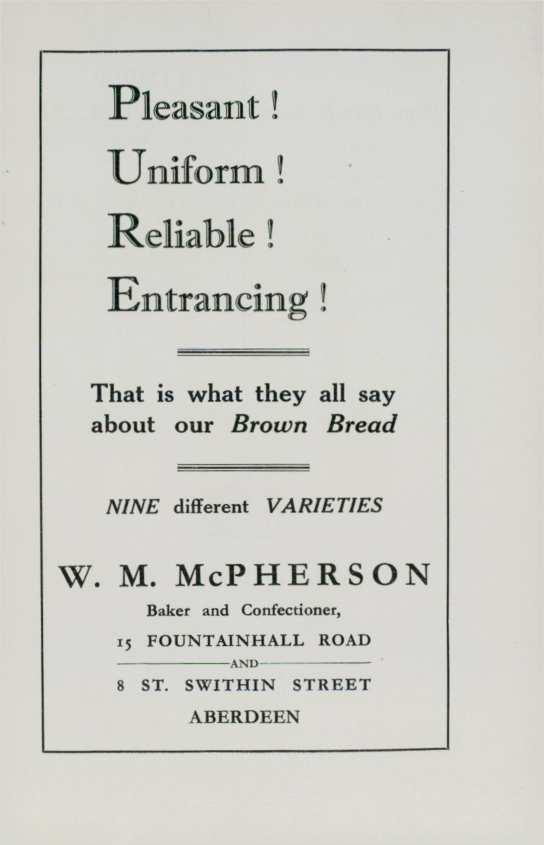 Pleasant !
Uniform !
Reliable !
Entrancing !
That is what they all say
about our Brown Bread
NINE different VARIETIES
W. M. McPHERSON
Baker and Confectioner,
15 FOUNTAINHALL ROAD
AND
8 ST. SWITHIN STREET
ABERDEEN